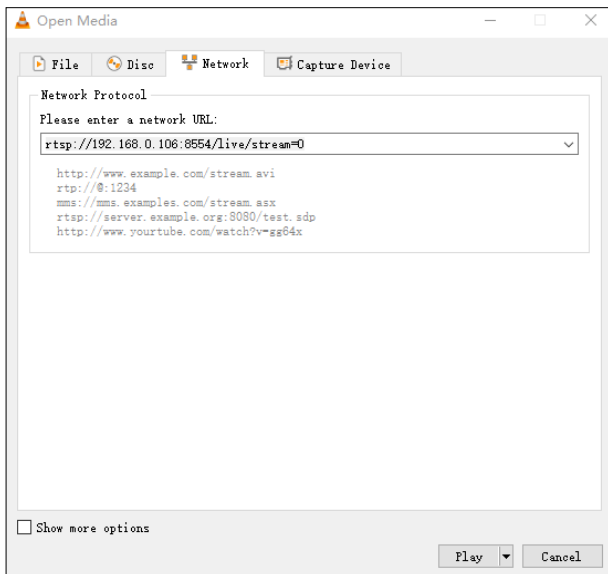 Open Media
File Disc Network Capture Device
Network Protocol
Please enter a network URL:
rtsp://192.168.0.106:8554/live/stream=0
http://www.example.com/stream.avi
rtp://@:1234
mms://mms.examples.com/stream.asx
rtsp://server.example.org:8080/test.sdp
http://www.yourtube.com/watch?v=gg64x
Show more options
Play Cancel